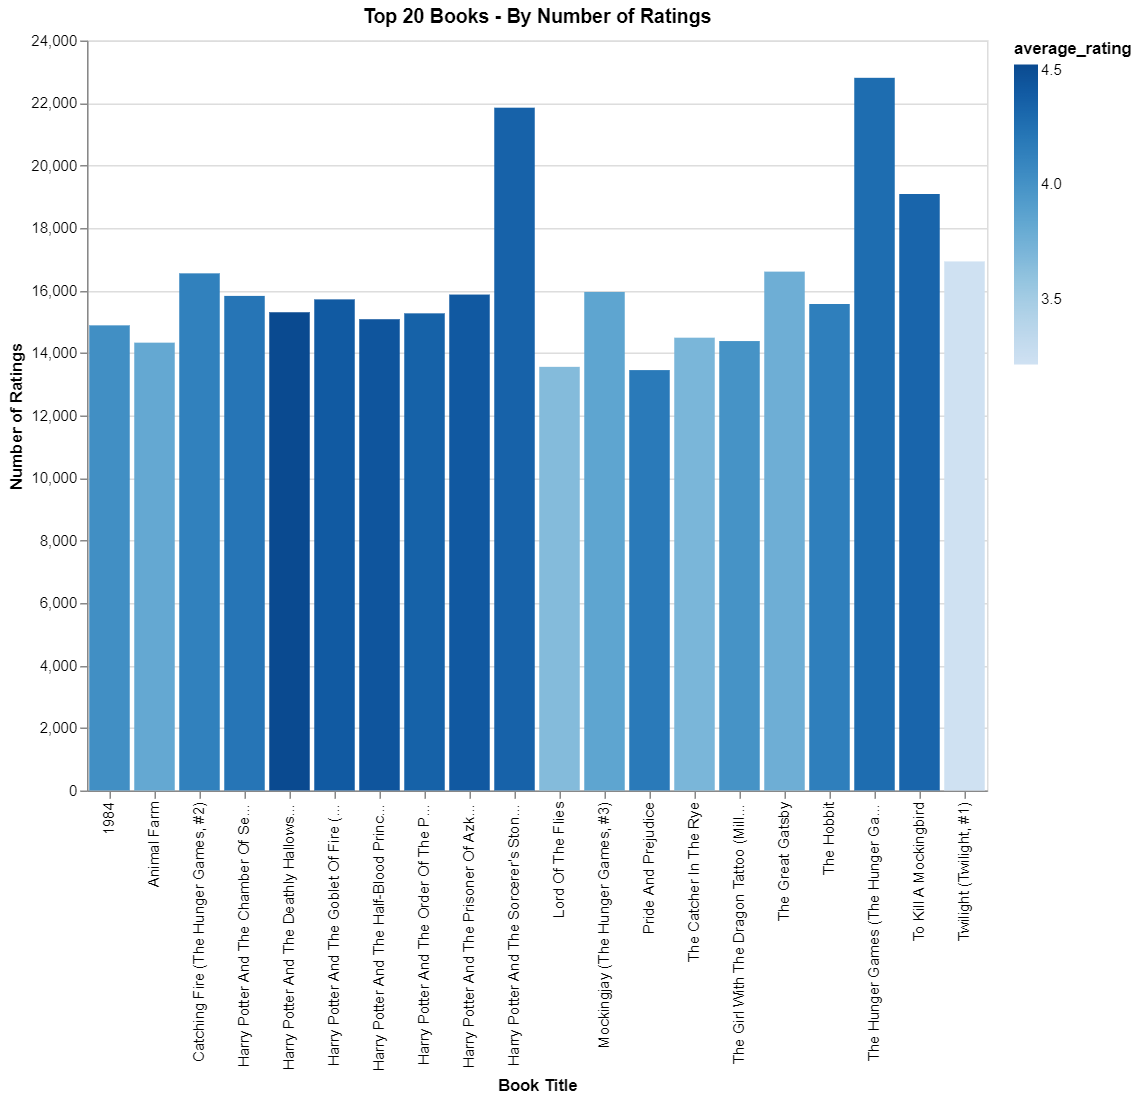 Top 20 Books - By Number of Ratings
average_rating
4.5
4.0
3.5
Number of Ratings
24,000
22,000
20,000
18,000
16,000
14,000
12,000
10,000
8,000
6,000
4,000
2,000
0
1984
Animal Farm
Catching Fire (The Hunger Games, #2)
Harry Potter And The Chamber Of Se...
Harry Potter And The Deathly Hallows...
Harry Potter And The Goblet Of Fire (...
Harry Potter And The Half-Blood Princ...
Harry Potter And The Order Of The P...
Harry Potter And The Prisoner Of Azk...
Harry Potter And The Sorcerer's Ston...
Lord Of The Flies
Mockingjay (The Hunger Games, #3)
Pride And Prejudice
The Catcher In The Rye
The Girl With The Dragon Tattoo (Mill...
The Great Gatsby
The Hobbit
The Hunger Games (The Hunger Ga...
To Kill A Mockingbird
Twilight (Twilight, #1)
Book Title